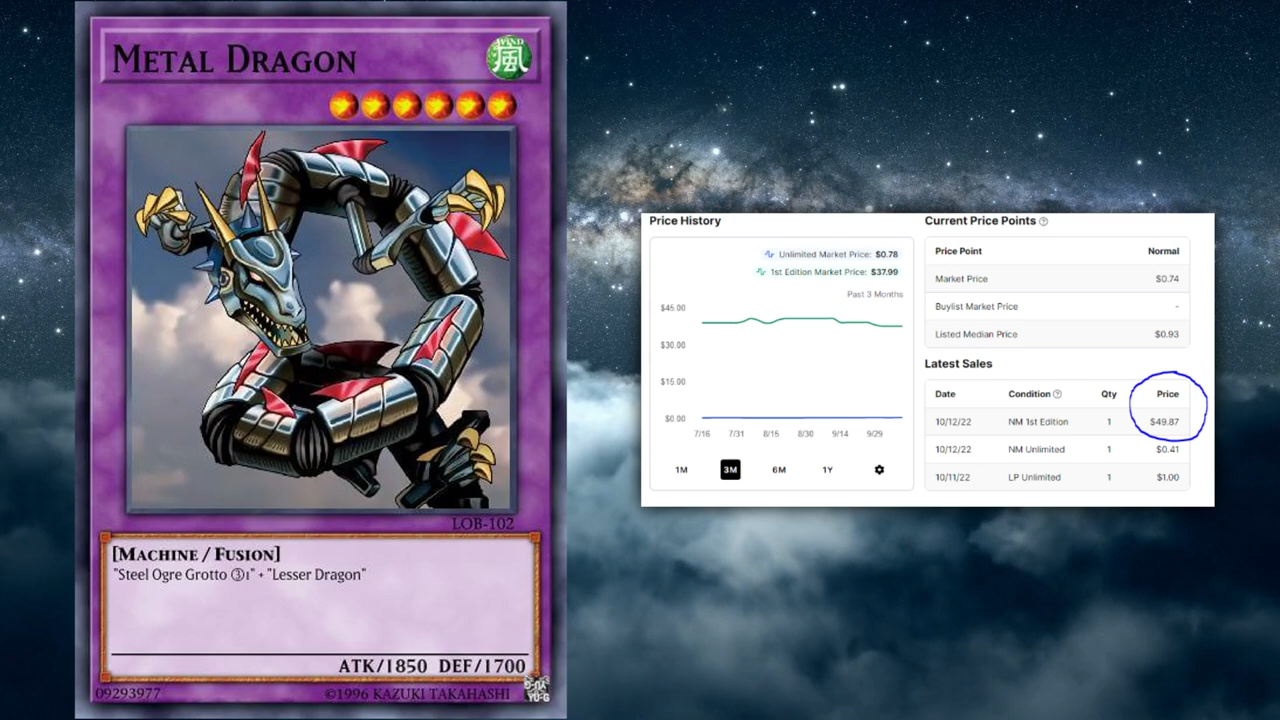 METAL DRAGON
WIND
風
LOB-102
[MACHINE / FUSION]
"Steel Ogre Grotto ③1" + "Lesser Dragon"
ATK/1850 DEF/1700
09293977
©1996 KAZUKI TAKAHASHI
Price History
Unlimited Market Price: $0.78
1st Edition Market Price: $37.99
Past 3 Months
$45.00
$30.00
$15.00
$0.00
7/16 7/31 8/15 8/30 9/14 9/29
1M 3M 6M 1Y
Current Price Points ?
Price Point Normal
Market Price $0.74
Buylist Market Price -
Listed Median Price $0.93
Latest Sales
Date Condition ? Qty Price
10/12/22 NM 1st Edition 1 $49.87
10/12/22 NM Unlimited 1 $0.41
10/11/22 LP Unlimited 1 $1.00